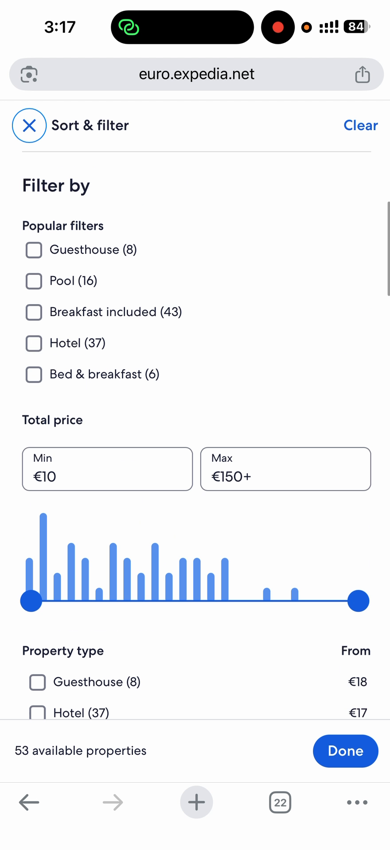 3:17
84
euro.expedia.net
Sort & filter
Clear
Filter by
Popular filters
Guesthouse (8)
Pool (16)
Breakfast included (43)
Hotel (37)
Bed & breakfast (6)
Total price
Min
€10
Max
€150+
Property type
From
Guesthouse (8)
€18
Hotel (37)
€17
53 available properties
Done
22